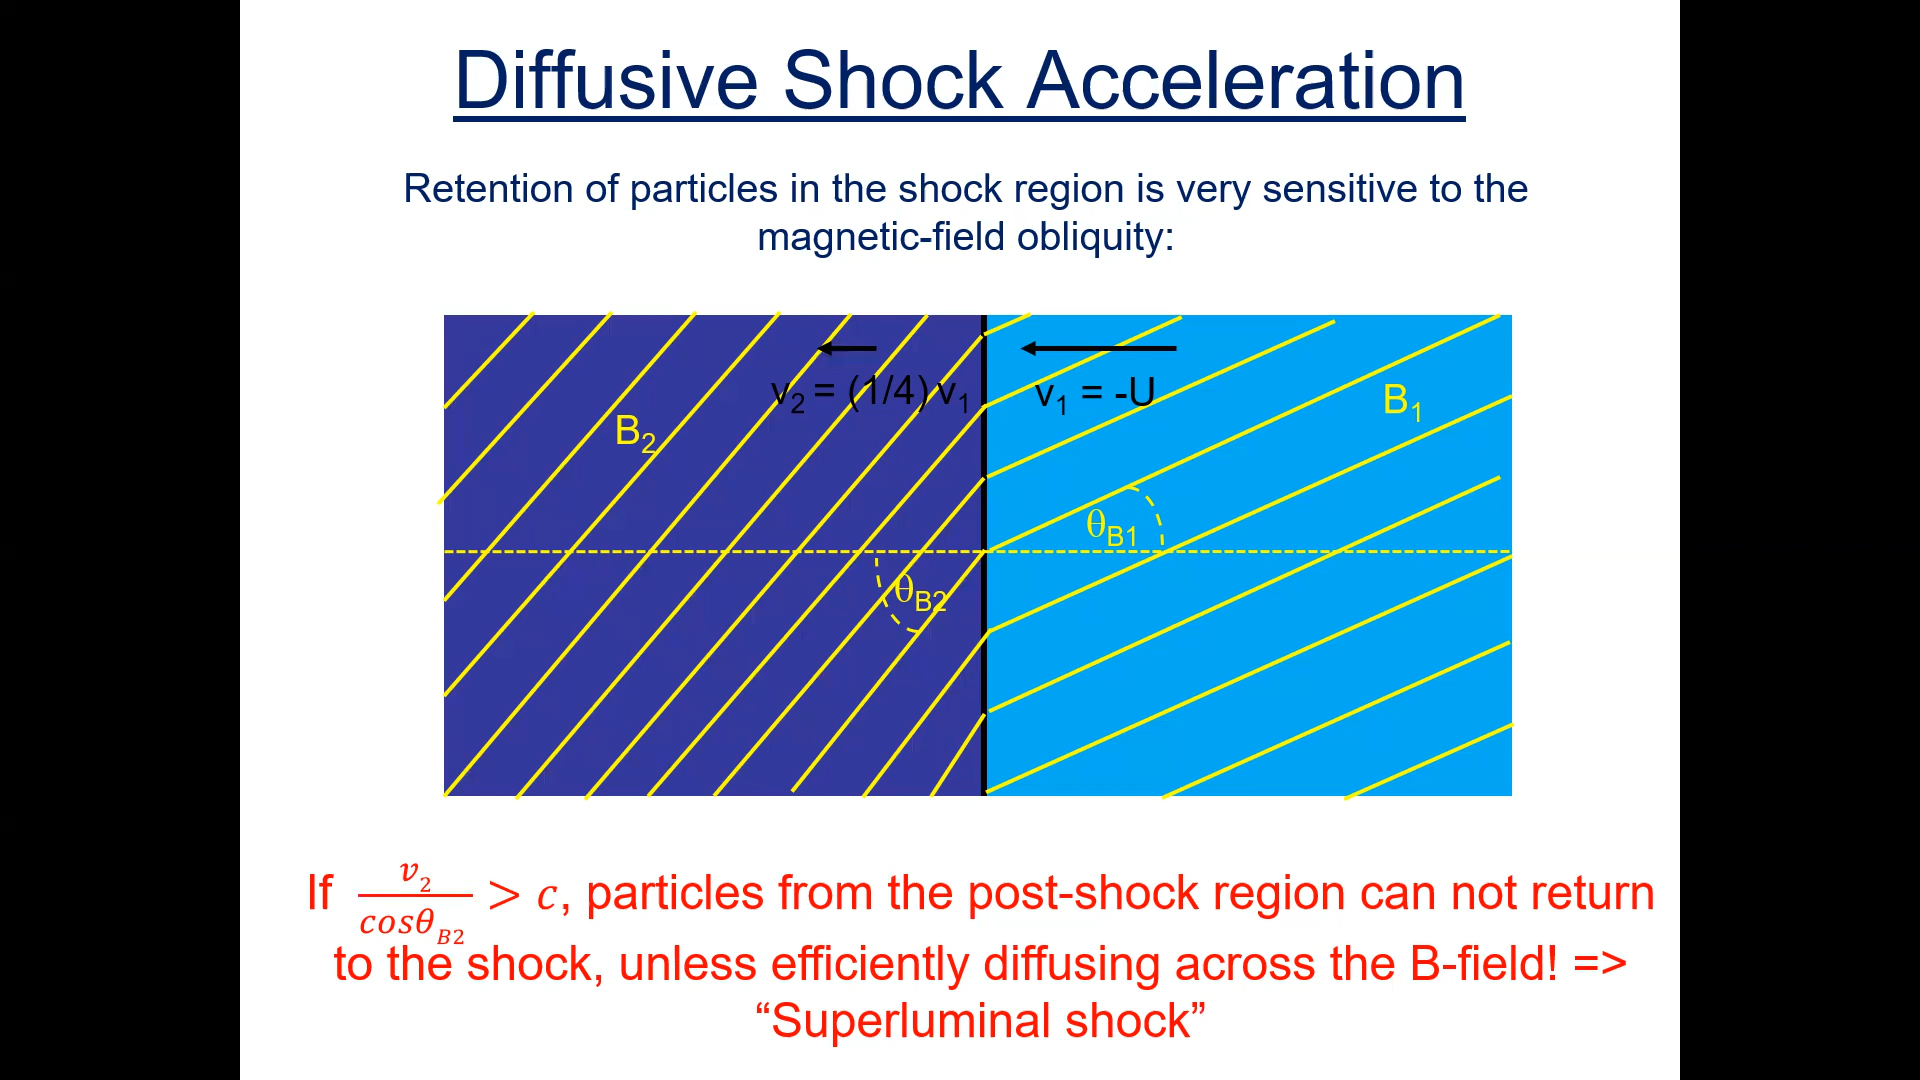 Diffusive Shock Acceleration
Retention of particles in the shock region is very sensitive to the
magnetic-field obliquity:
v₂ = (1/4) v₁
v₁ = -U
B₁
B₂
θ_B1
θ_B2
If v₂/cosθ_B2 > c, particles from the post-shock region can not return
to the shock, unless efficiently diffusing across the B-field! =>
“Superluminal shock”